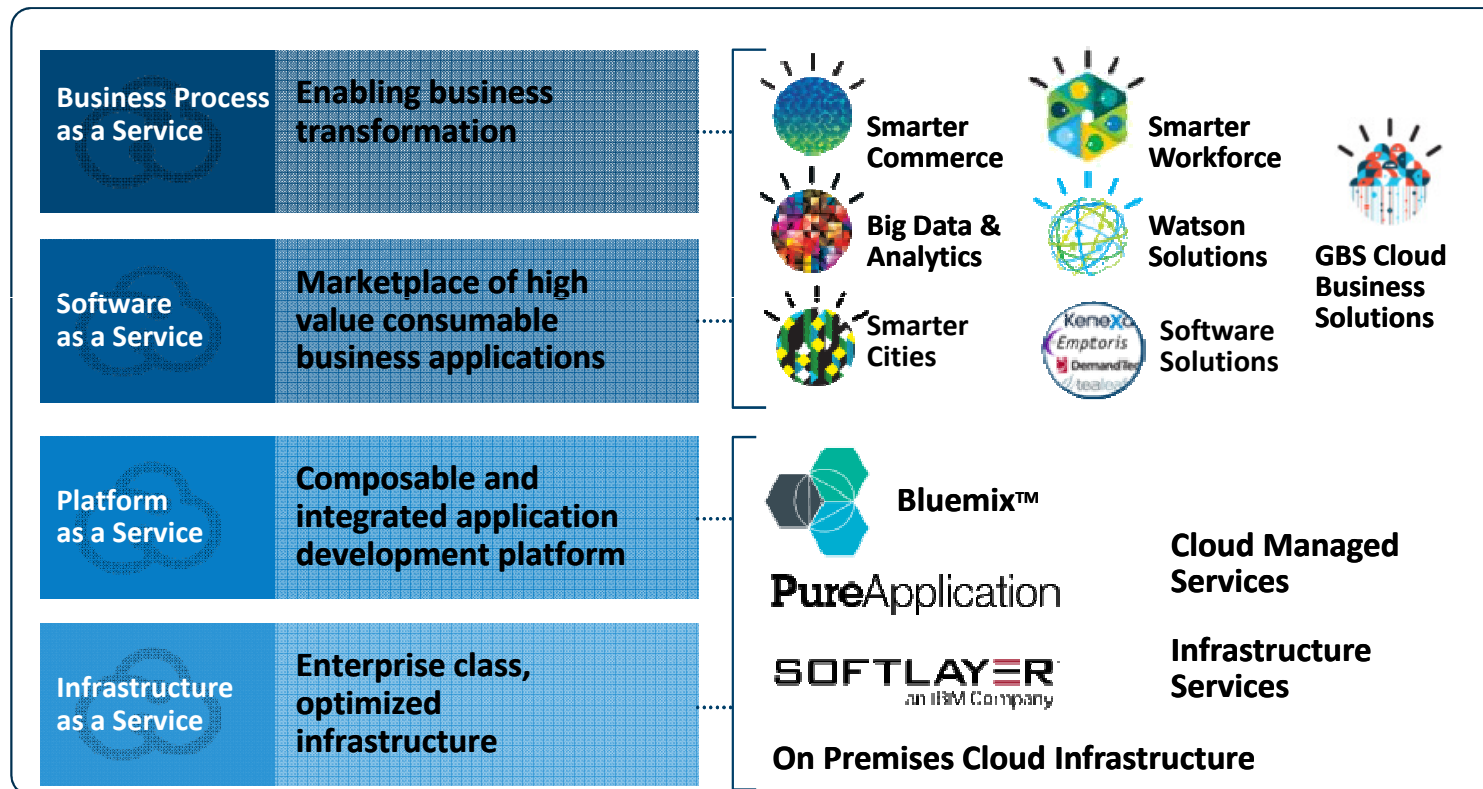 Business Process
as a Service
Enabling business
transformation
Smarter
Commerce
Smarter
Workforce
Big Data &
Analytics
Watson
Solutions
GBS Cloud
Business
Solutions
Software
as a Service
Marketplace of high
value consumable
business applications
Smarter
Cities
Kenexa
Emptoris
DemandTec
tealeaf
Software
Solutions
Platform
as a Service
Composable and
integrated application
development platform
Bluemix™
PureApplication
Cloud Managed
Services
Infrastructure
as a Service
Enterprise class,
optimized
infrastructure
SOFTLAYER
an IBM Company
Infrastructure
Services
On Premises Cloud Infrastructure